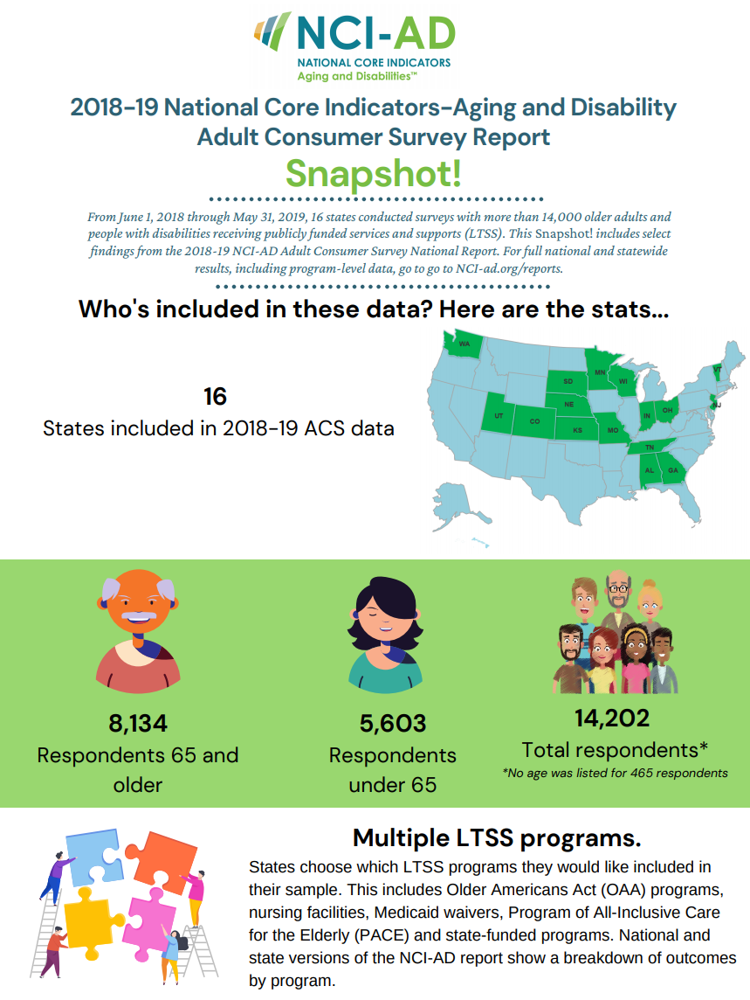 NCI-AD
NATIONAL CORE INDICATORS
Aging and Disabilities™
2018-19 National Core Indicators-Aging and Disability
Adult Consumer Survey Report
Snapshot!
From June 1, 2018 through May 31, 2019, 16 states conducted surveys with more than 14,000 older adults and
people with disabilities receiving publicly funded services and supports (LTSS). This Snapshot! includes select
findings from the 2018-19 NCI-AD Adult Consumer Survey National Report. For full national and statewide
results, including program-level data, go to go to NCI-ad.org/reports.
Who's included in these data? Here are the stats...
16
States included in 2018-19 ACS data
WA
MN
VT
SD
WI
NE
NJ
UT
CO
IN
OH
KS
MO
TN
AL
GA
8,134
Respondents 65 and
older
5,603
Respondents
under 65
14,202
Total respondents*
*No age was listed for 465 respondents
Multiple LTSS programs.
States choose which LTSS programs they would like included in
their sample. This includes Older Americans Act (OAA) programs,
nursing facilities, Medicaid waivers, Program of All-Inclusive Care
for the Elderly (PACE) and state-funded programs. National and
state versions of the NCI-AD report show a breakdown of outcomes
by program.